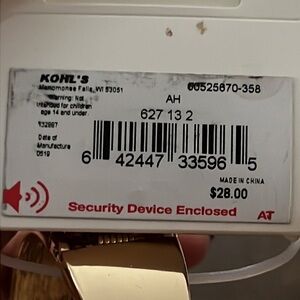 KOHL'S
Menomonee Falls, WI 53051
00525670-358
Warning: Not
Intended for children
age 14 and under.
AH
627 13 2
132867
Date of
Manufacture
0519
6 42447 33596 5
MADE IN CHINA
$28.00
Security Device Enclosed
AT